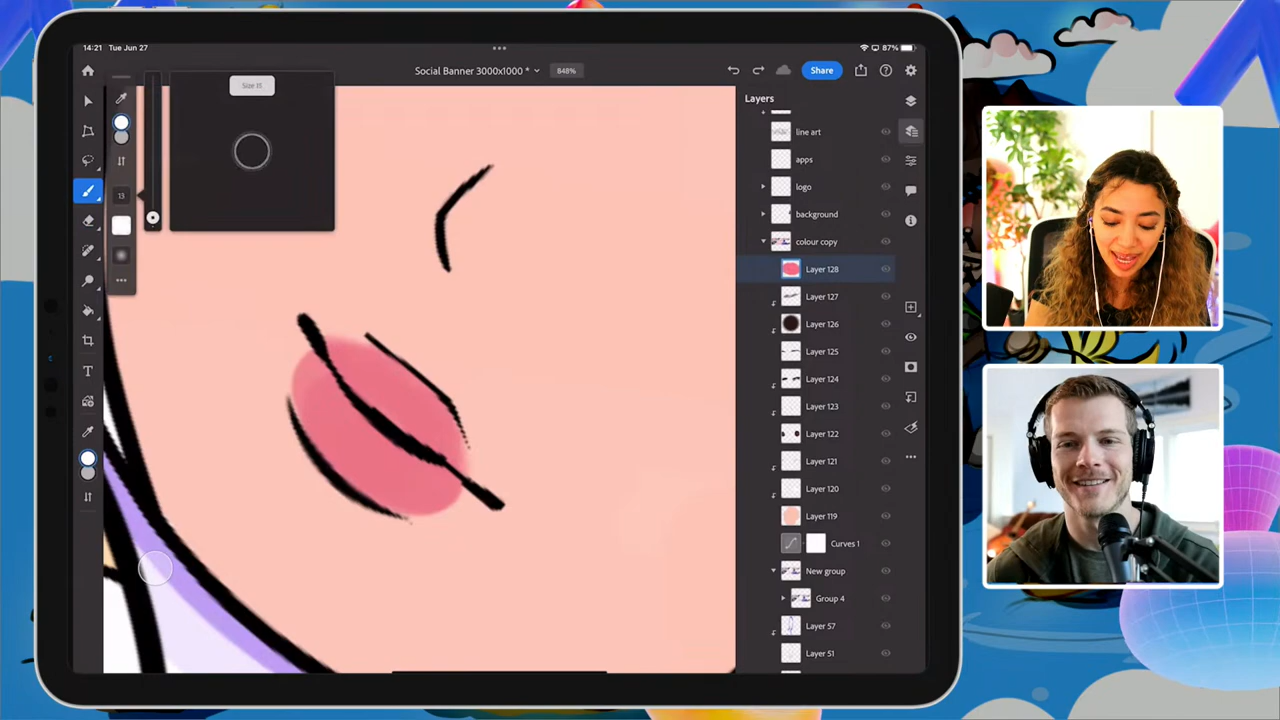 14:21 Tue Jun 27
87%
Social Banner 3000x1000 *
848%
Share
13
Layers
line art
apps
logo
background
colour copy
Layer 128
Layer 127
Layer 126
Layer 125
Layer 124
Layer 123
Layer 122
Layer 121
Layer 120
Layer 119
Curves 1
New group
Group 4
Layer 57
Layer 51